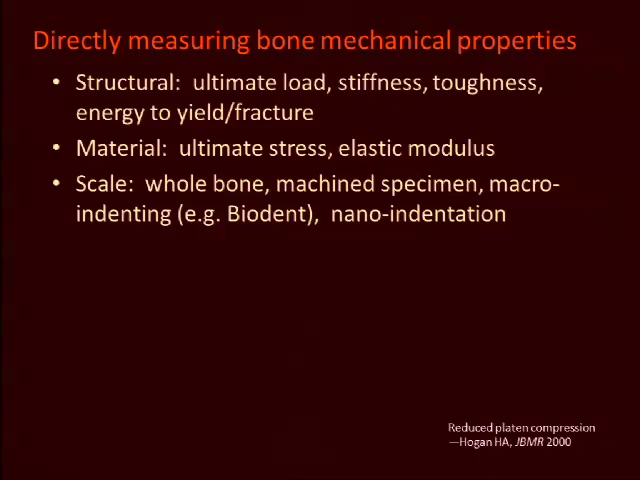 Directly measuring bone mechanical properties
• Structural: ultimate load, stiffness, toughness,
energy to yield/fracture
• Material: ultimate stress, elastic modulus
• Scale: whole bone, machined specimen, macro-
indenting (e.g. Biodent), nano-indentation
Reduced platen compression
—Hogan HA, JBMR 2000